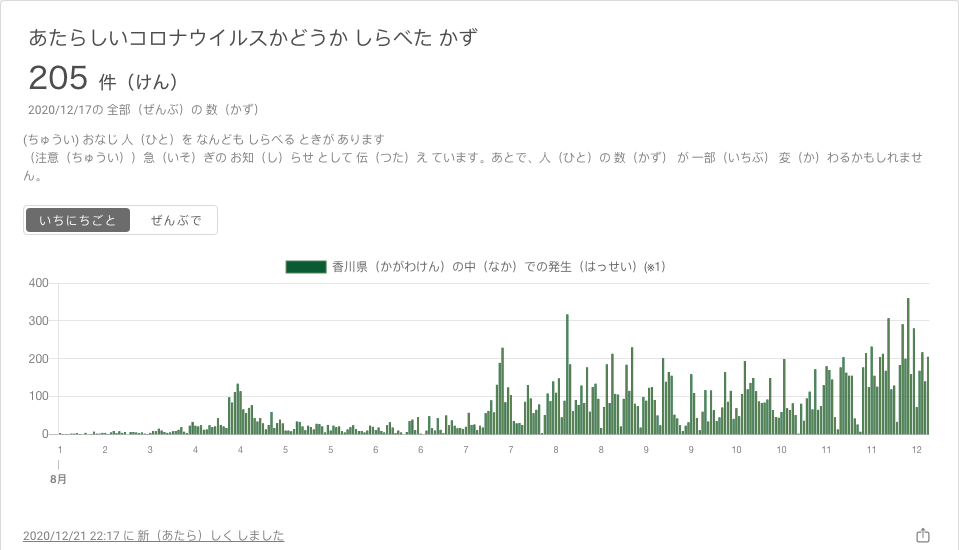 あたらしいコロナウイルスかどうか しらべた かず
205 件（けん）
2020/12/17の 全部（ぜんぶ）の 数（かず）
(ちゅうい) おなじ 人（ひと）を なんども しらべる ときが あります
（注意（ちゅうい））急（いそ）ぎの お知（し）らせ として 伝（つた）え ています。あとで、人（ひと）の 数（かず） が 一部（いちぶ） 変（か）わるかもしれませ
ん。
いちにちごと ぜんぶで
香川県（かがわけん）の中（なか）での発生（はっせい）(※1)
400
300
200
100
0
1 2 3 4 4 5 5 6 6 7 7 8 8 9 9 10 10 11 11 12
8月
2020/12/21 22:17 に 新（あたら）しく しました